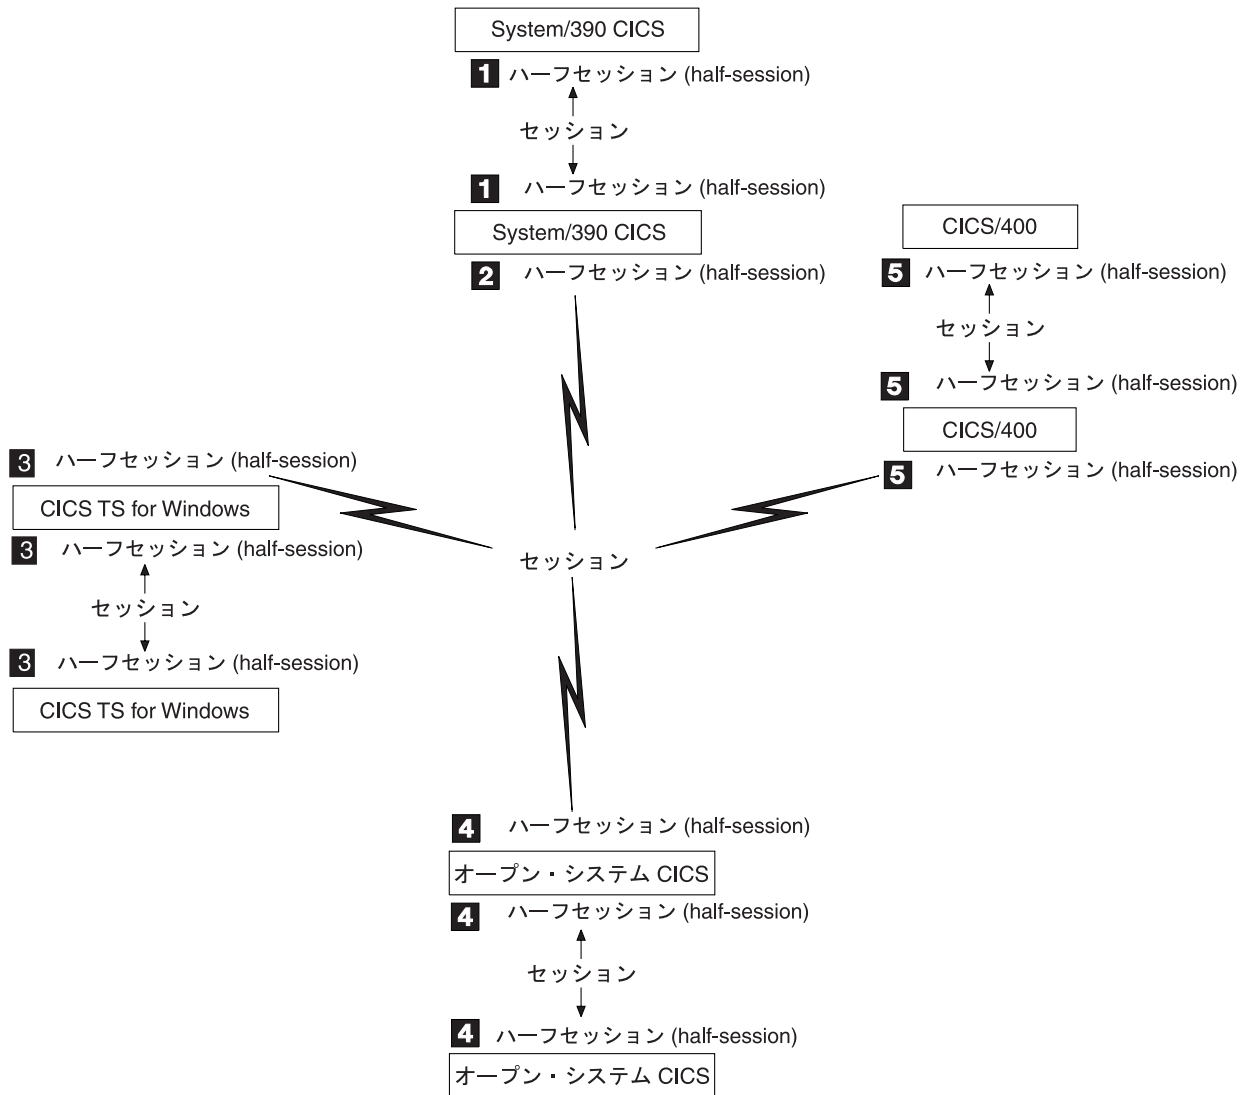 System/390 CICS
1 ハーフセッション (half-session)
セッション
1 ハーフセッション (half-session)
System/390 CICS
2 ハーフセッション (half-session)
CICS/400
5 ハーフセッション (half-session)
セッション
5 ハーフセッション (half-session)
CICS/400
5 ハーフセッション (half-session)
3 ハーフセッション (half-session)
CICS TS for Windows
3 ハーフセッション (half-session)
セッション
3 ハーフセッション (half-session)
CICS TS for Windows
セッション
4 ハーフセッション (half-session)
オープン・システム CICS
4 ハーフセッション (half-session)
セッション
4 ハーフセッション (half-session)
オープン・システム CICS